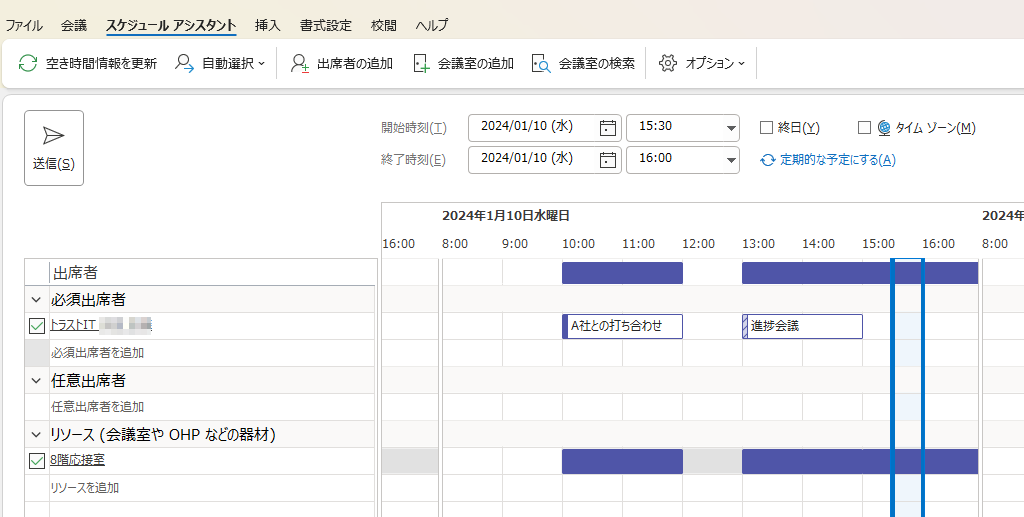 ファイル 会議 スケジュール アシスタント 挿入 書式設定 校閲 ヘルプ
空き時間情報を更新 自動選択 出席者の追加 会議室の追加 会議室の検索 オプション
送信(S)
開始時刻(T) 2024/01/10 (水) 15:30 終日(Y) タイム ゾーン(M)
終了時刻(E) 2024/01/10 (水) 16:00 定期的な予定にする(A)
2024年1月10日水曜日 2024年
16:00 8:00 9:00 10:00 11:00 12:00 13:00 14:00 15:00 16:00 8:00
出席者
必須出席者
トラストIT A社との打ち合わせ 進捗会議
必須出席者を追加
任意出席者
任意出席者を追加
リソース (会議室や OHP などの器材)
8階応接室
リソースを追加